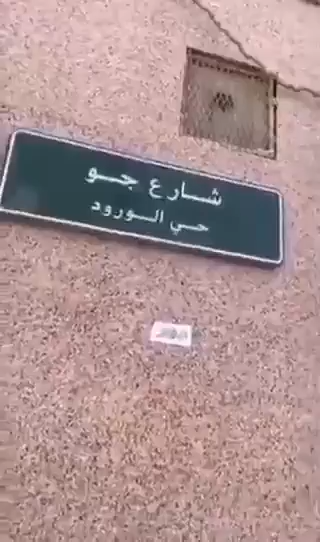 شارع جو
حي الورود